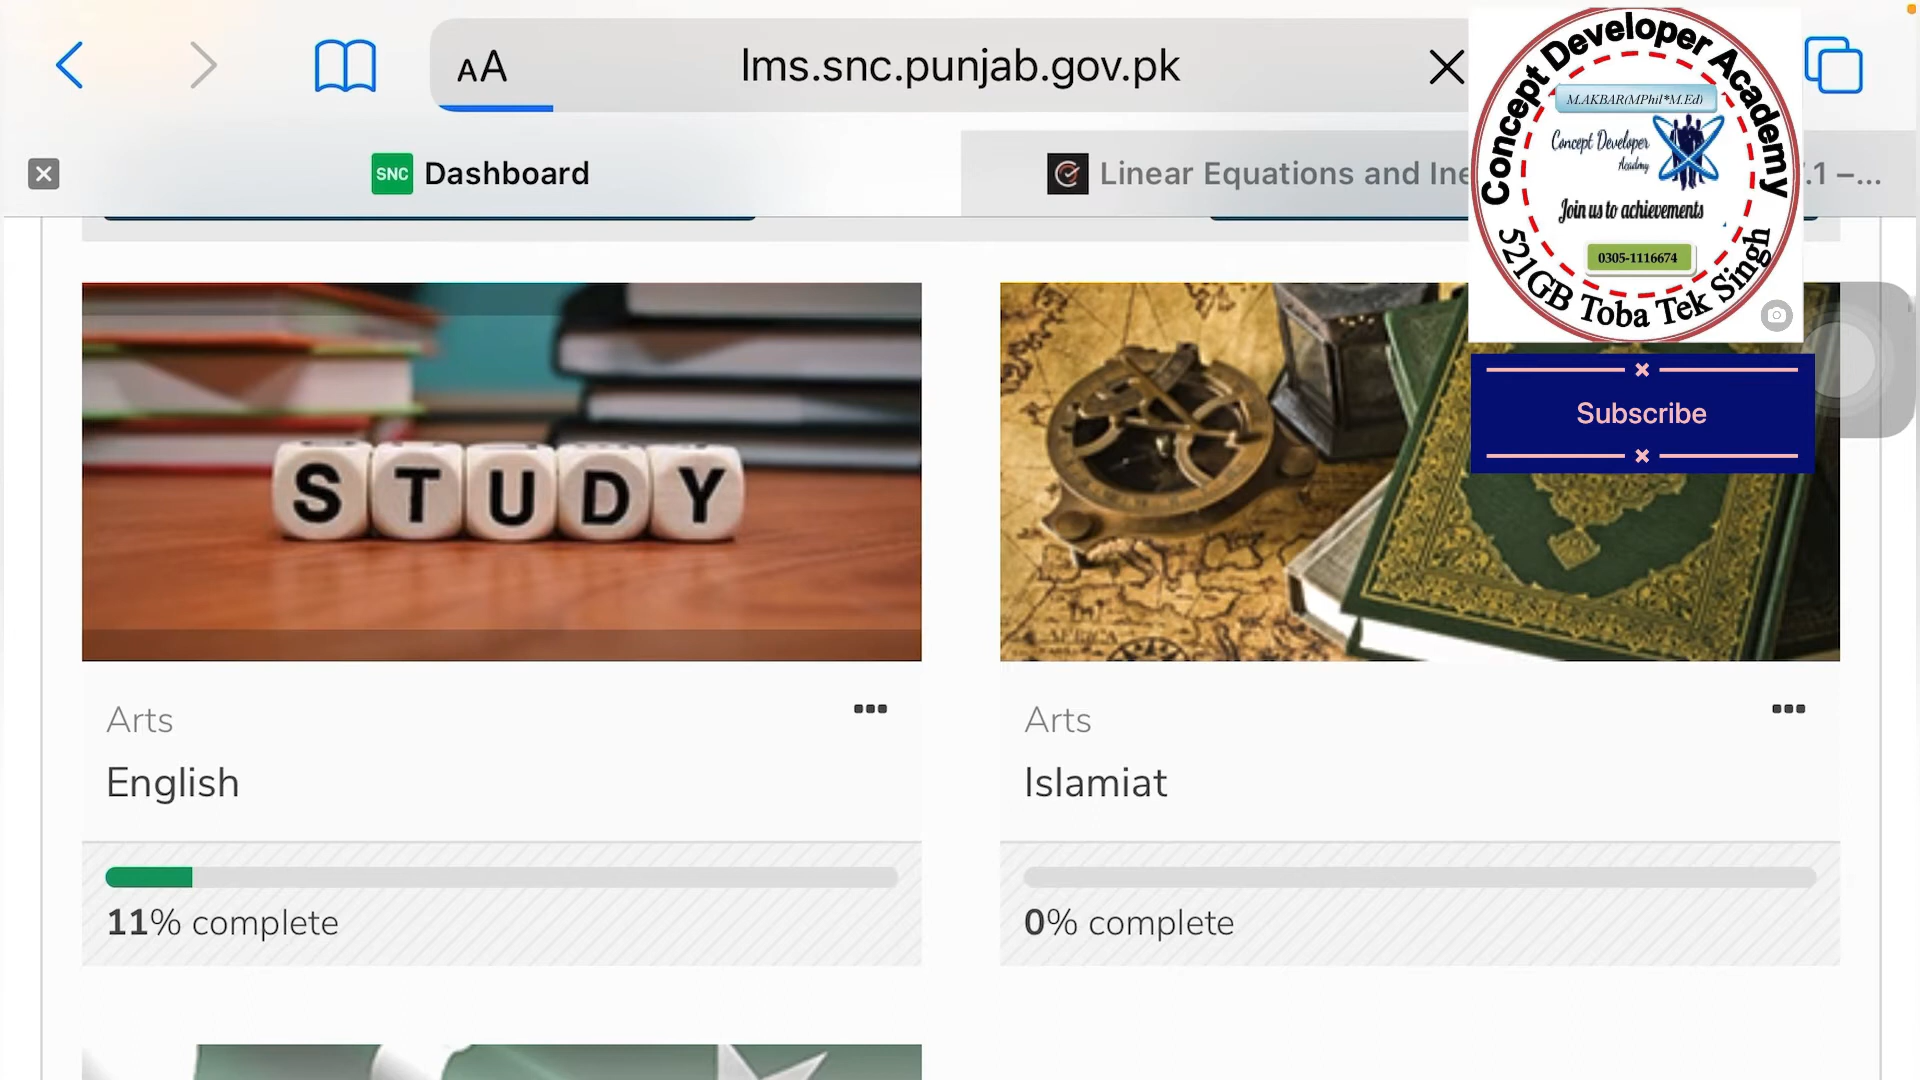 AA
lms.snc.punjab.gov.pk
SNC Dashboard
Linear Equations and Ine
.1 –...
Concept Developer Academy
M.AKBAR(MPhil*M.Ed)
Concept Developer
Academy
Join us to achievements
0305-1116674
521GB Toba Tek Singh
Subscribe
STUDY
AFRICA
Arts
English
11% complete
Arts
Islamiat
0% complete